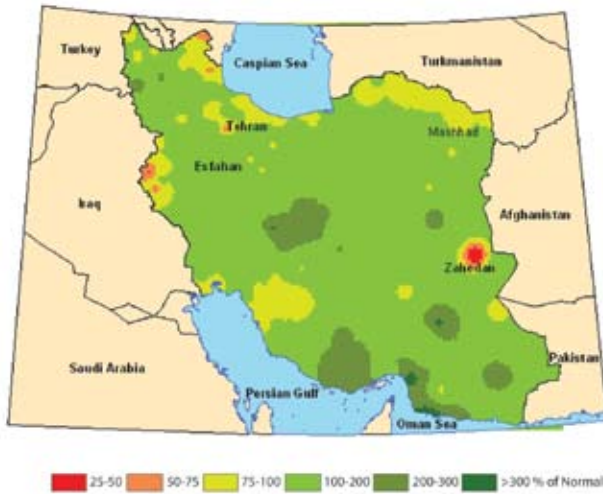 Turkey
Caspian Sea
Turkmanistan
Tehran
Mashhad
Esfahan
Iraq
Afghanistan
Zahedan
Pakistan
Saudi Arabia
Persian Gulf
Oman Sea
25-50 50-75 75-100 100-200 200-300 >300 % of Normal